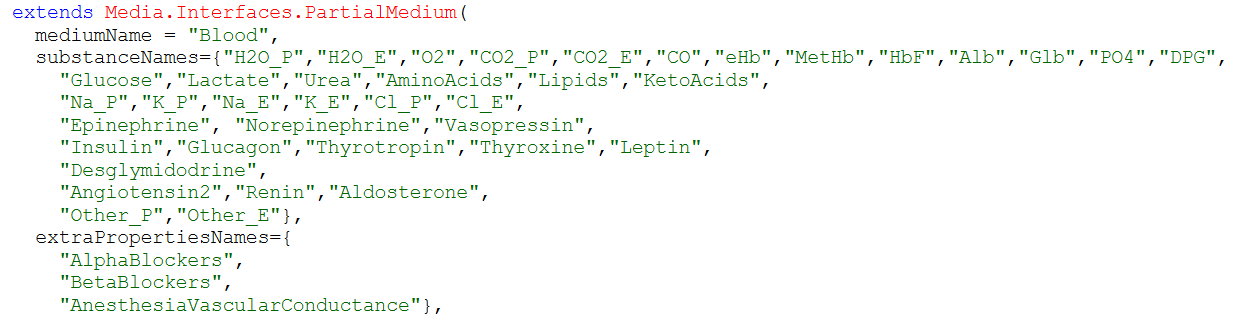 extends Media.Interfaces.PartialMedium(
mediumName = "Blood",
substanceNames={"H2O_P","H2O_E","O2","CO2_P","CO2_E","CO","eHb","MetHb","HbF","Alb","Glb","PO4","DPG",
"Glucose","Lactate","Urea","AminoAcids","Lipids","KetoAcids",
"Na_P","K_P","Na_E","K_E","Cl_P","Cl_E",
"Epinephrine", "Norepinephrine","Vasopressin",
"Insulin","Glucagon","Thyrotropin","Thyroxine","Leptin",
"Desglymidodrine",
"Angiotensin2","Renin","Aldosterone",
"Other_P","Other_E"},
extraPropertiesNames={
"AlphaBlockers",
"BetaBlockers",
"AnesthesiaVascularConductance"},